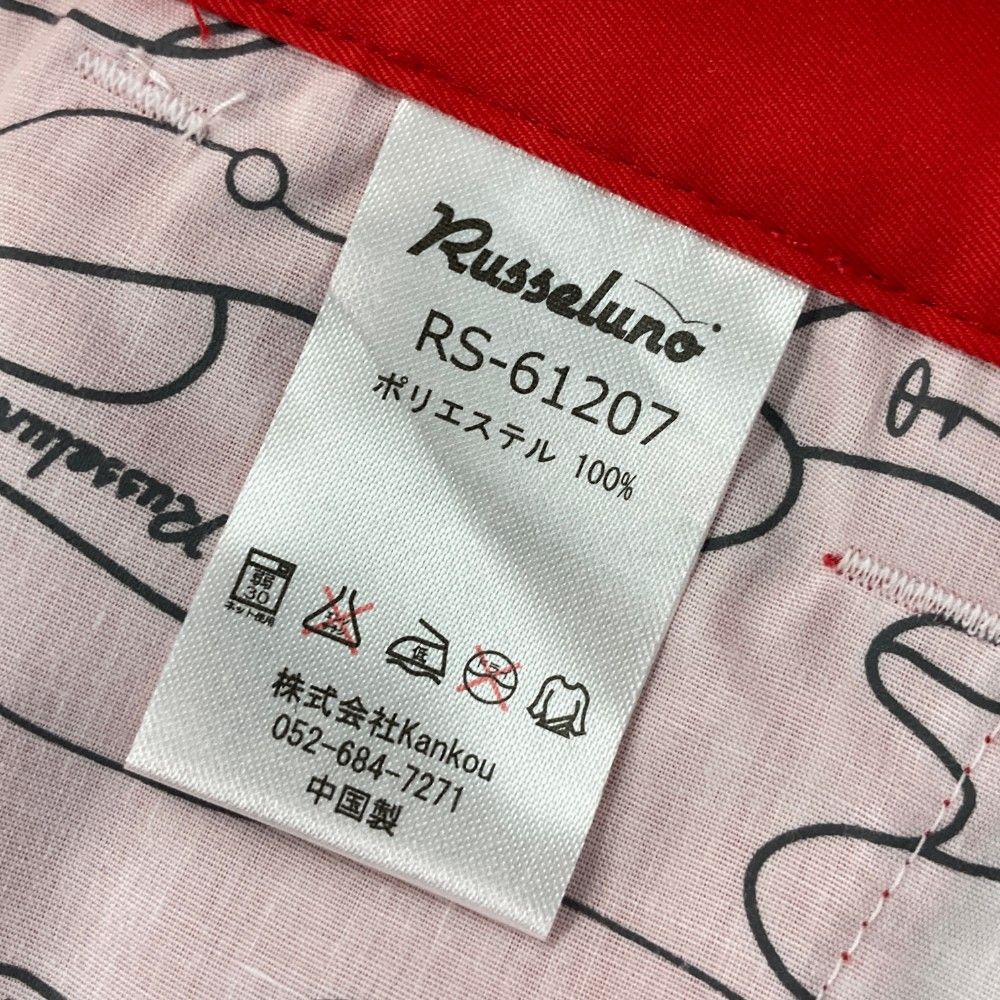 Russeluno
RS-61207
ポリエステル 100%
弱
30
ネット使用
低
ドライ
株式会社Kankou
052-684-7271
中国製
Russelun